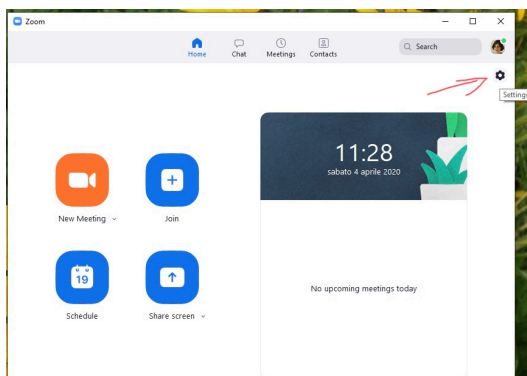 Zoom
Home
Chat
Meetings
Contacts
Search
Settings
11:28
sabato 4 aprile 2020
New Meeting
Join
19
Schedule
Share screen
No upcoming meetings today